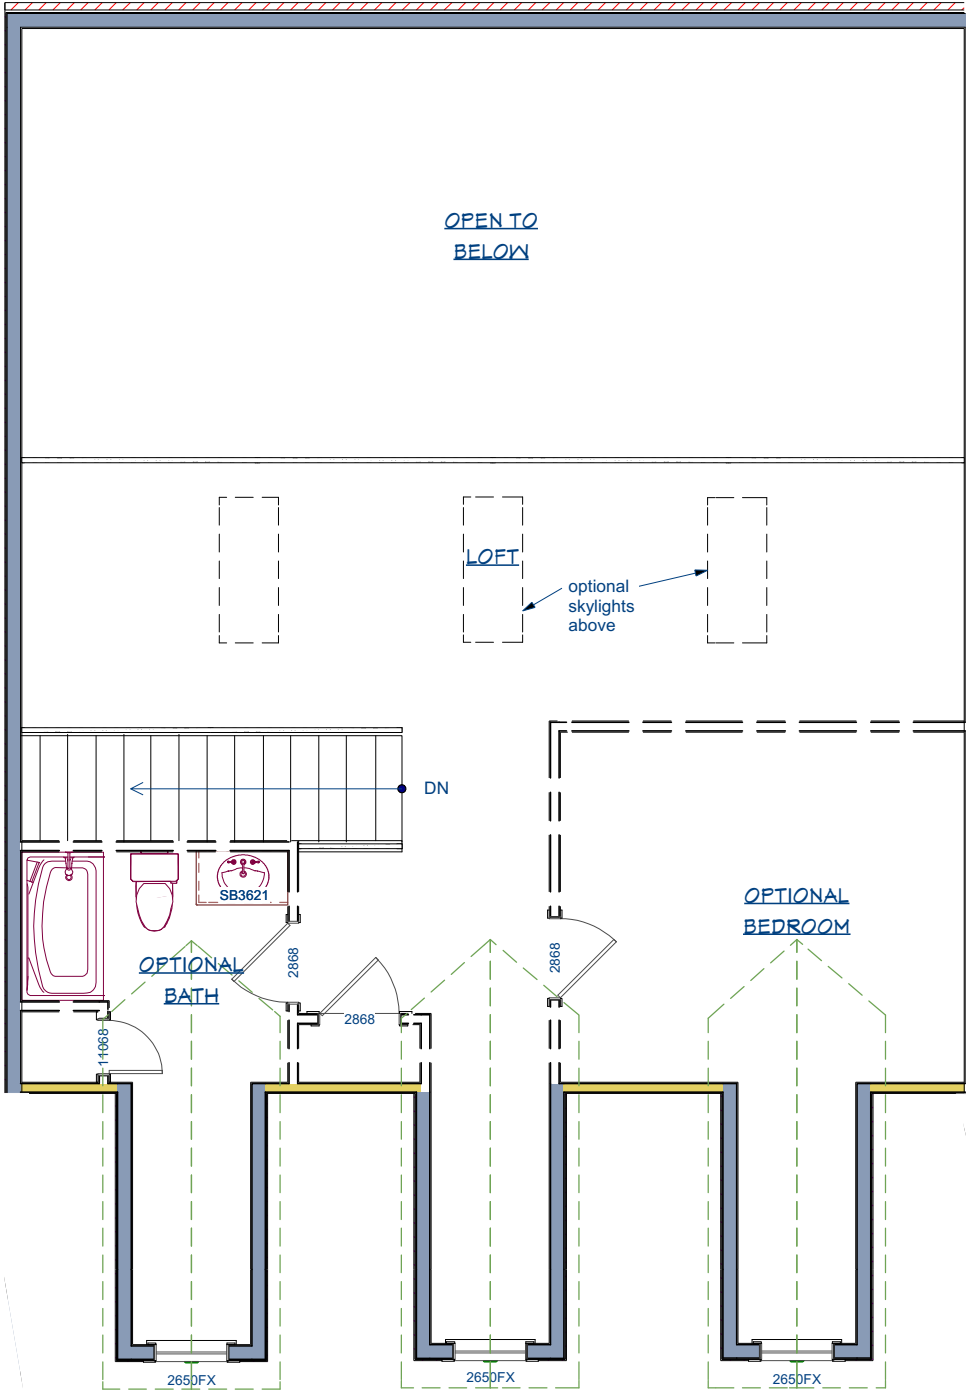 OPEN TO
BELOW
LOFT
optional
skylights
above
DN
SB3621
OPTIONAL
BEDROOM
OPTIONAL
BATH
2868
2868
2868
11068
2650FX
2650FX
2650FX